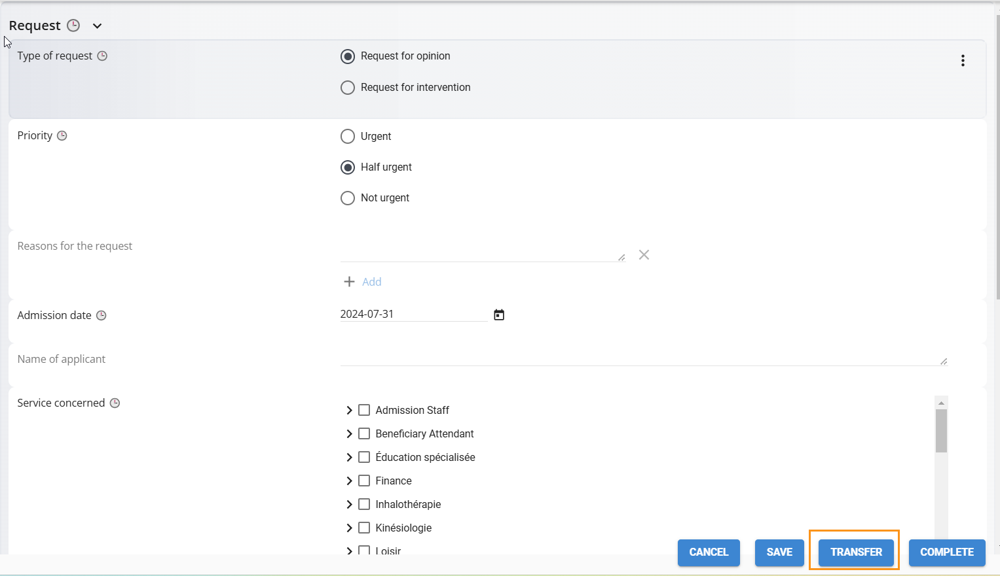 Request
Type of request
Request for opinion
Request for intervention
Priority
Urgent
Half urgent
Not urgent
Reasons for the request
Add
Admission date
2024-07-31
Name of applicant
Service concerned
Admission Staff
Beneficiary Attendant
Éducation spécialisée
Finance
Inhalothérapie
Kinésiologie
Loisir
CANCEL SAVE TRANSFER COMPLETE